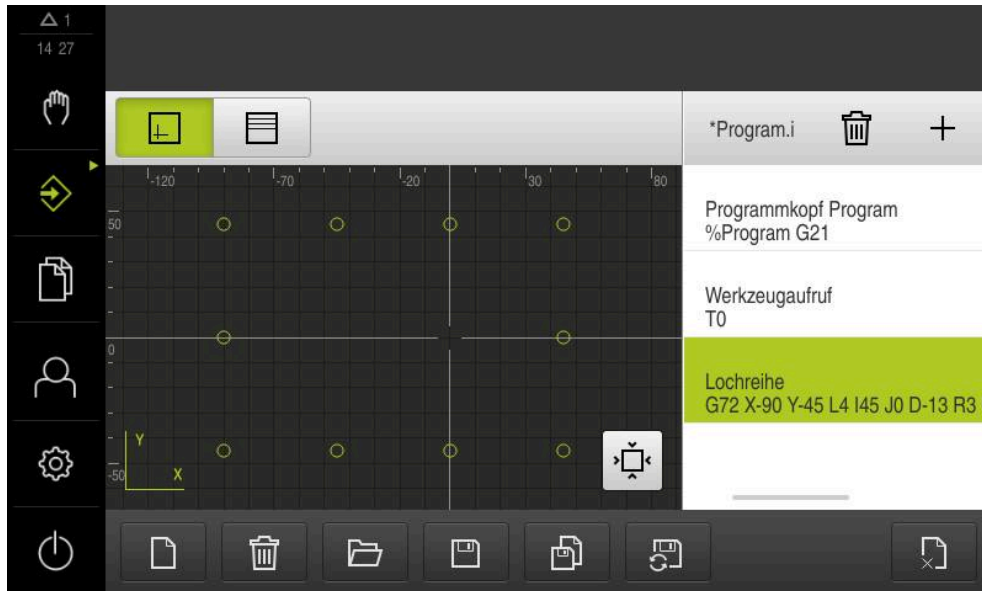 1
14 27
*Program.i
-120
-70
-20
30
80
50
0
-50
Y
X
Programmkopf Program
%Program G21
Werkzeugaufruf
T0
Lochreihe
G72 X-90 Y-45 L4 I45 J0 D-13 R3